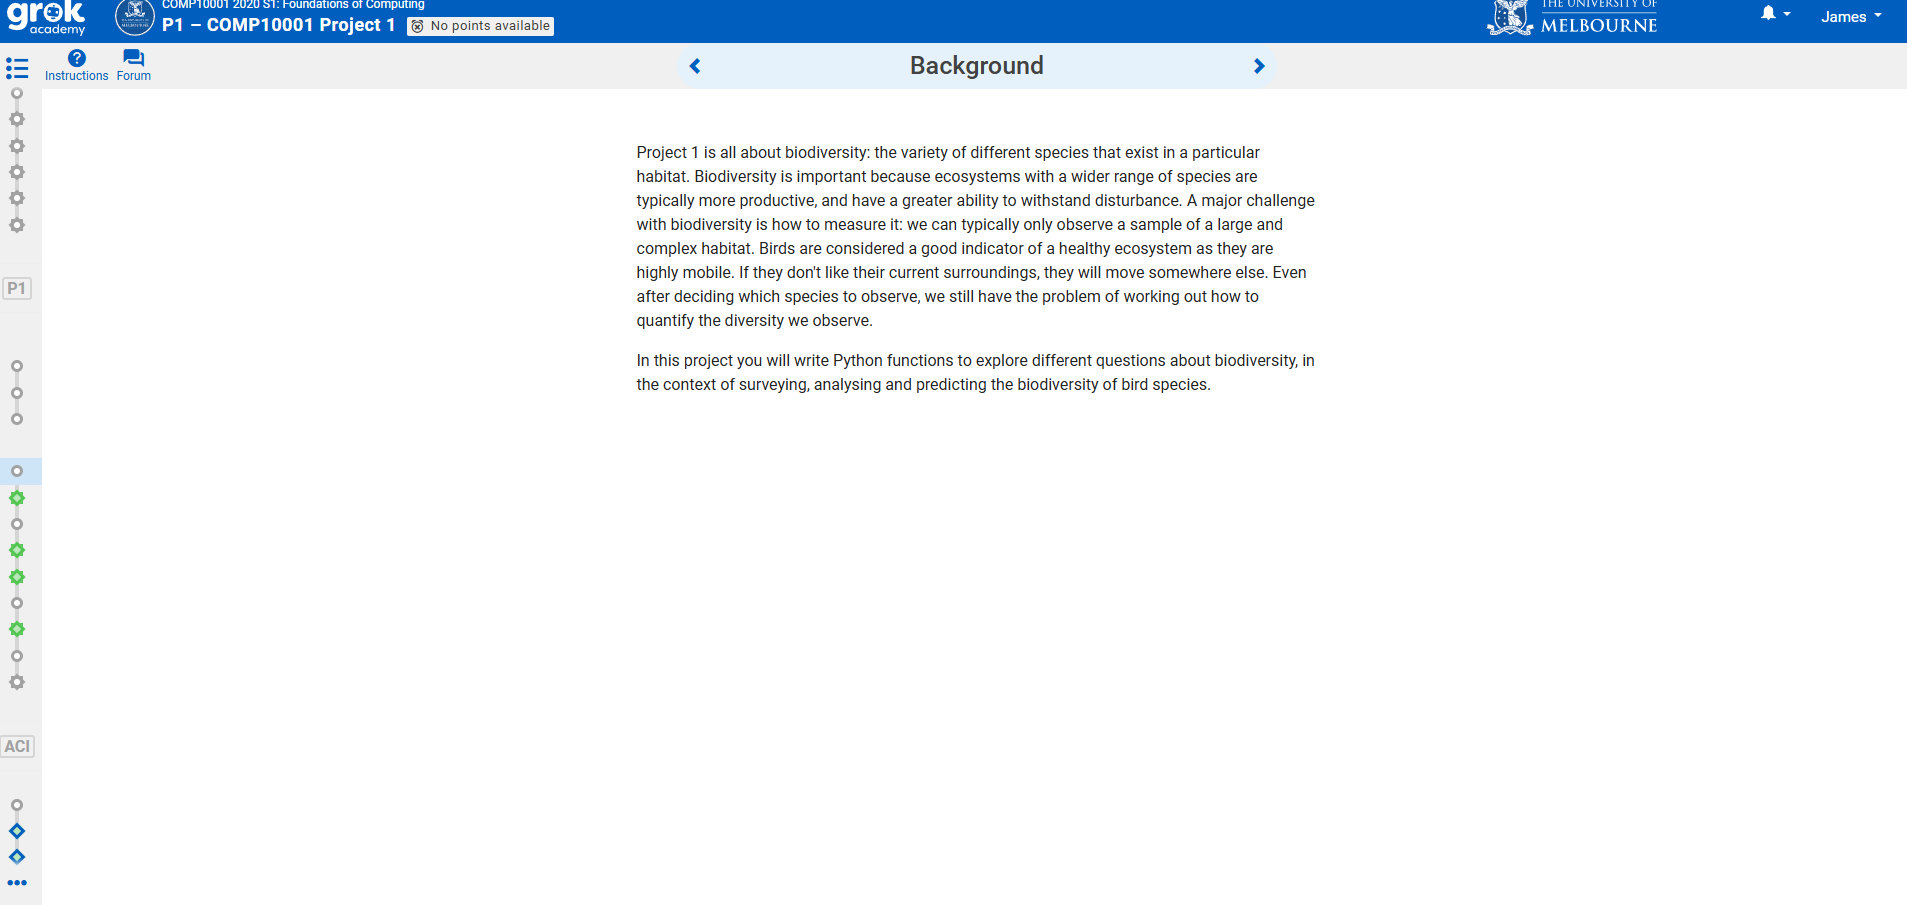 grok
academy
COMP10001 2020 S1: Foundations of Computing
P1 – COMP10001 Project 1
No points available
THE UNIVERSITY OF
MELBOURNE
James
Instructions
Forum
Background
Project 1 is all about biodiversity: the variety of different species that exist in a particular
habitat. Biodiversity is important because ecosystems with a wider range of species are
typically more productive, and have a greater ability to withstand disturbance. A major challenge
with biodiversity is how to measure it: we can typically only observe a sample of a large and
complex habitat. Birds are considered a good indicator of a healthy ecosystem as they are
highly mobile. If they don't like their current surroundings, they will move somewhere else. Even
after deciding which species to observe, we still have the problem of working out how to
quantify the diversity we observe.
In this project you will write Python functions to explore different questions about biodiversity, in
the context of surveying, analysing and predicting the biodiversity of bird species.
P1
ACI